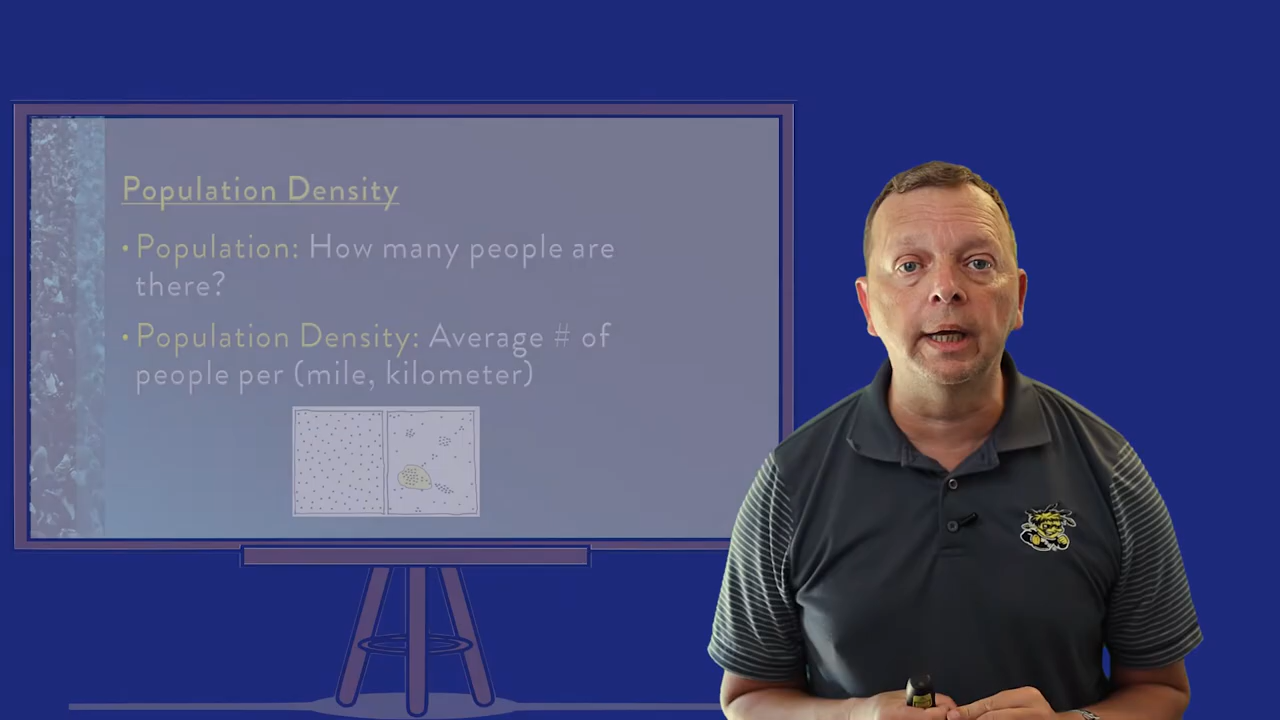 Population Density
• Population: How many people are
there?
• Population Density: Average # of
people per (mile, kilometer)